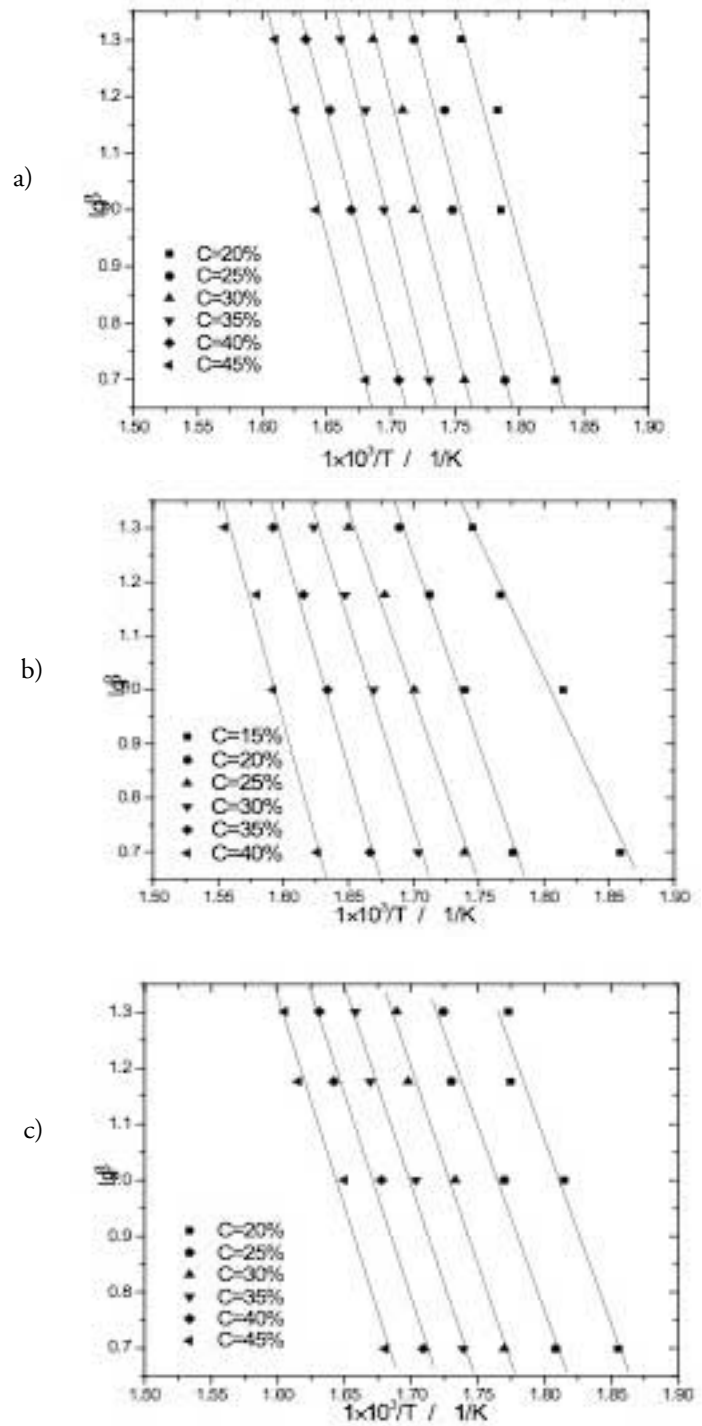 a)
lgβ
1.3
1.2
1.1
1.0
0.9
0.8
0.7
C=20%
C=25%
C=30%
C=35%
C=40%
C=45%
1.50 1.55 1.60 1.65 1.70 1.75 1.80 1.85 1.90
1×10³/T / 1/K
b)
lgβ
1.3
1.2
1.1
1.0
0.9
0.8
0.7
C=15%
C=20%
C=25%
C=30%
C=35%
C=40%
1.50 1.55 1.60 1.65 1.70 1.75 1.80 1.85 1.90
1×10³/T / 1/K
c)
lgβ
1.3
1.2
1.1
1.0
0.9
0.8
0.7
C=20%
C=25%
C=30%
C=35%
C=40%
C=45%
1.50 1.55 1.60 1.65 1.70 1.75 1.80 1.85 1.90
1×10³/T / 1/K